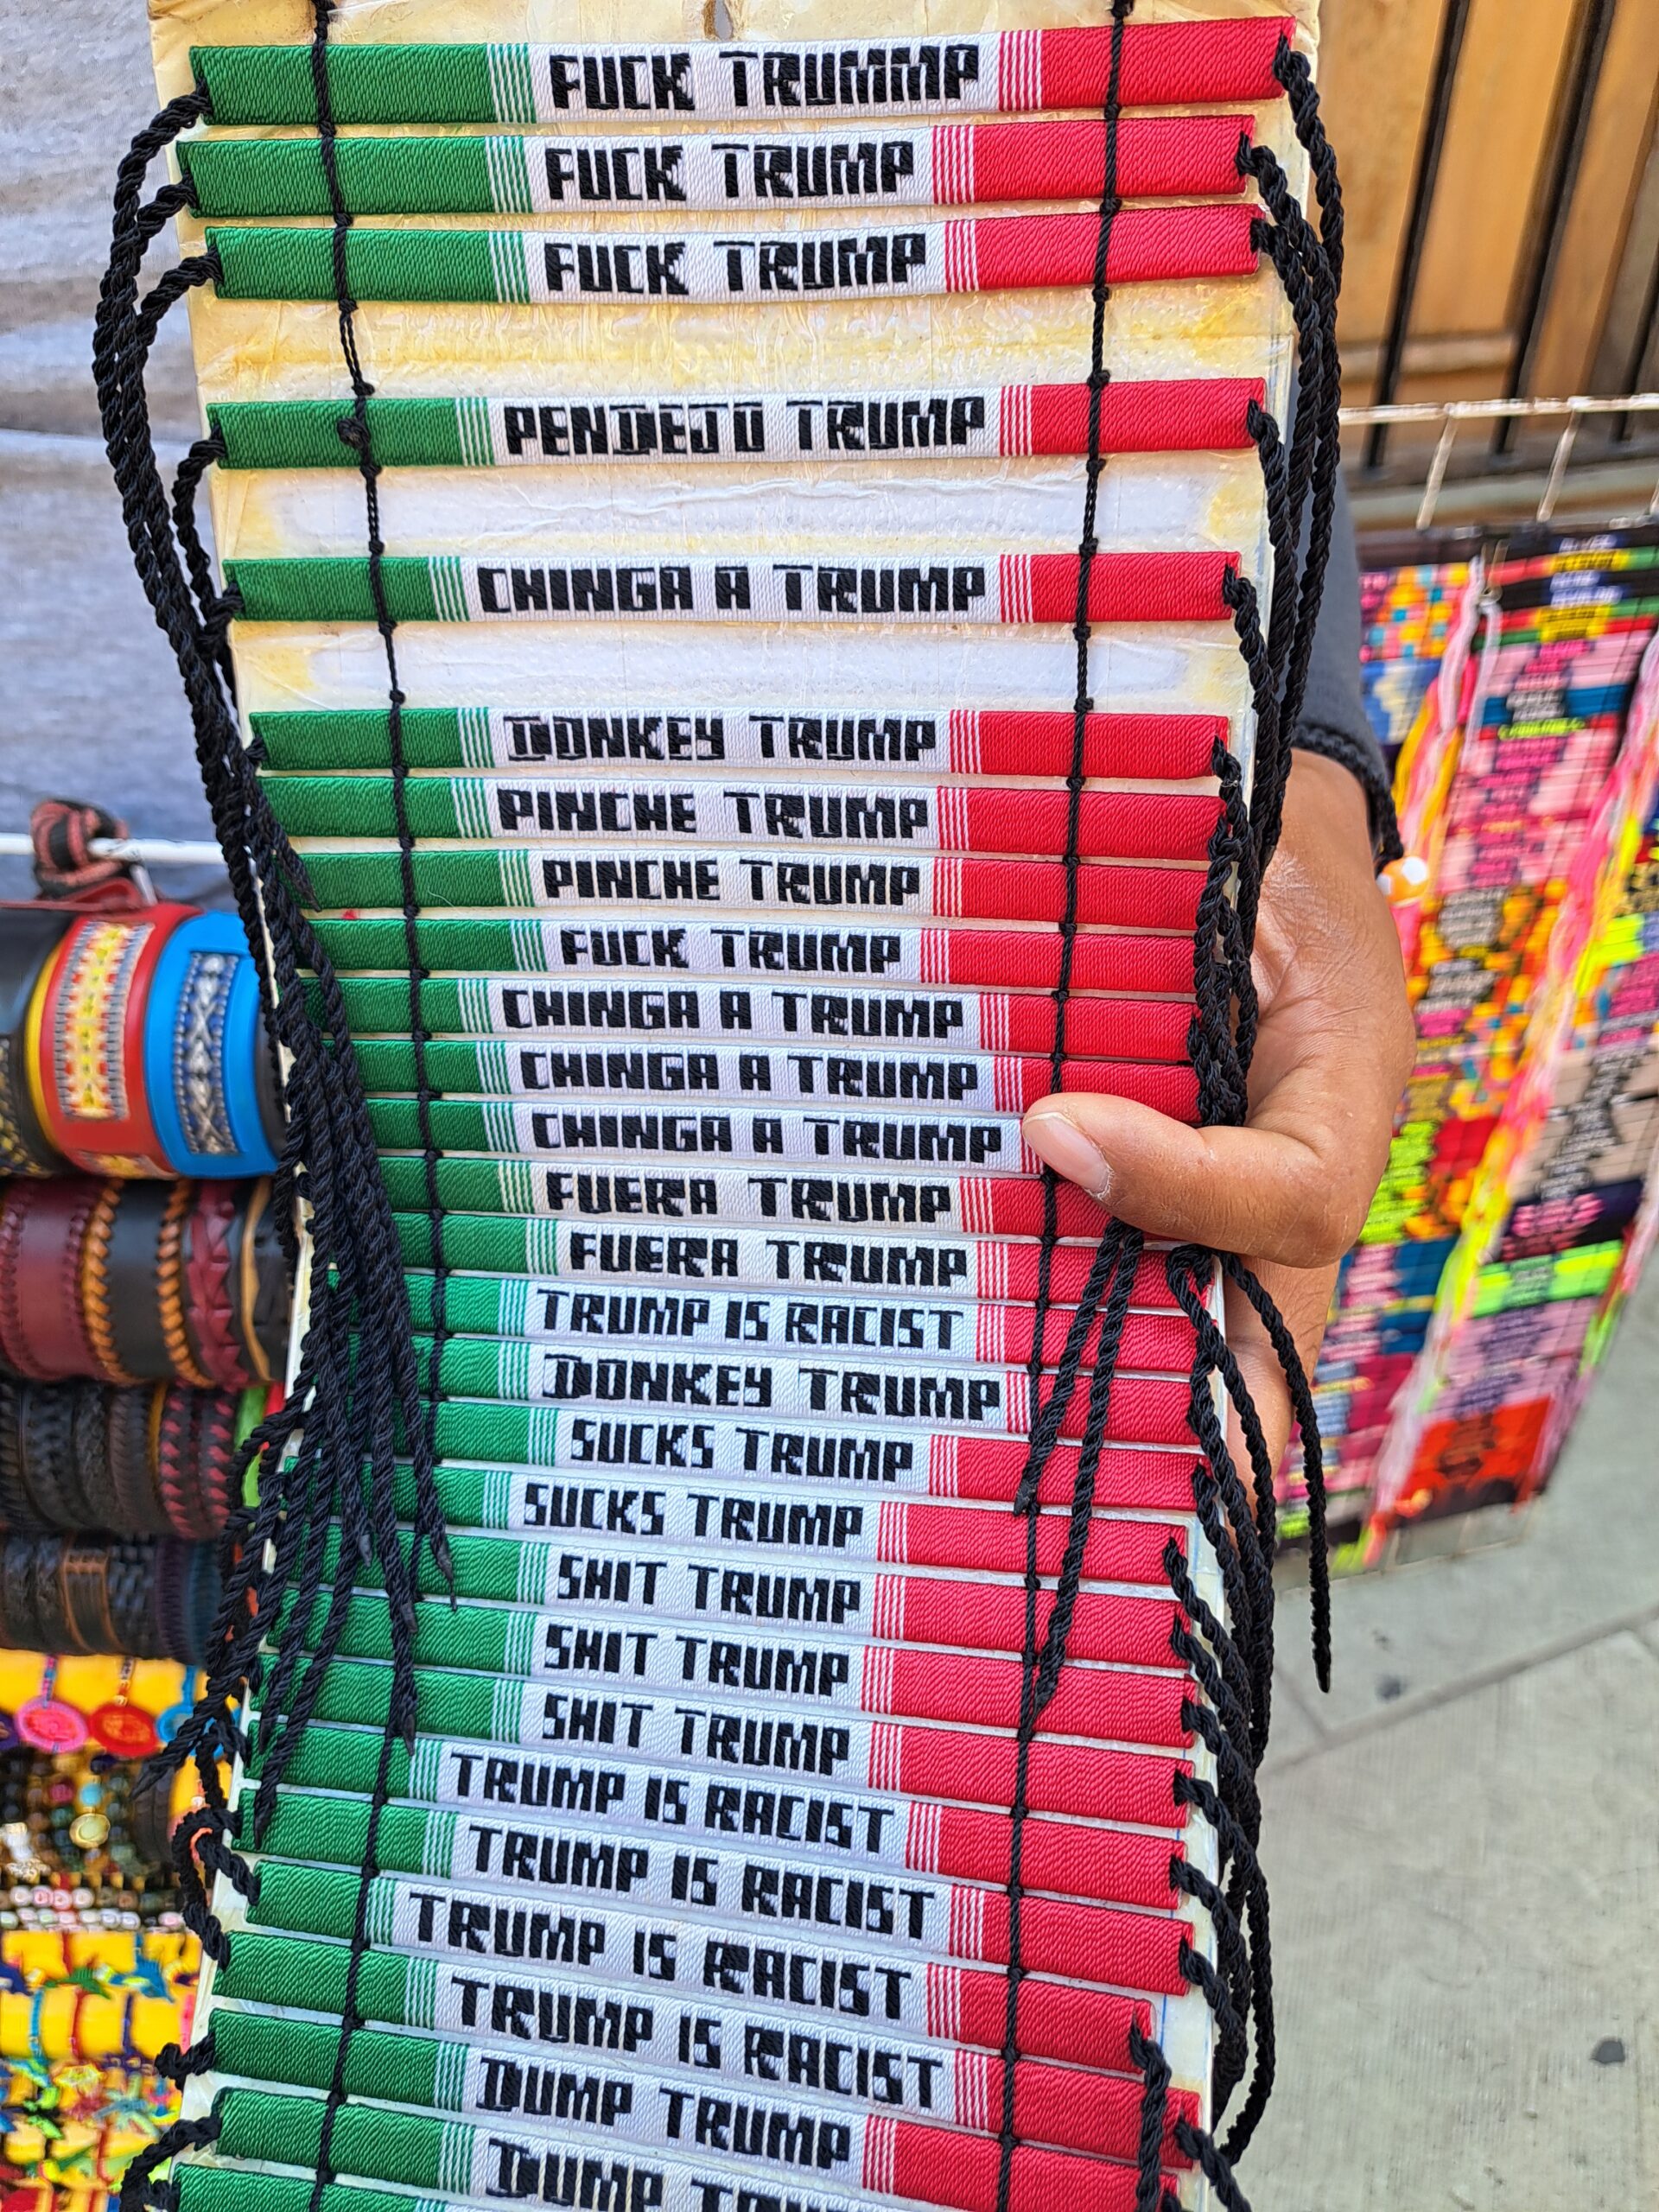 FUCK TRUMMP
FUCK TRUMP
FUCK TRUMP
PENDEJO TRUMP
CHINGA A TRUMP
DONKEY TRUMP
PINCHE TRUMP
PINCHE TRUMP
FUCK TRUMP
CHINGA A TRUMP
CHINGA A TRUMP
CHINGA A TRUMP
FUERA TRUMP
FUERA TRUMP
TRUMP IS RACIST
DONKEY TRUMP
SUCKS TRUMP
SUCKS TRUMP
SHIT TRUMP
SHIT TRUMP
SHIT TRUMP
TRUMP IS RACIST
TRUMP IS RACIST
TRUMP IS RACIST
TRUMP IS RACIST
DUMP TRUMP
DUMP